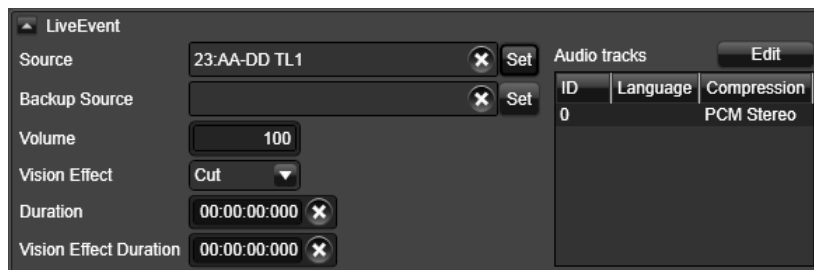 LiveEvent
Source 23:AA-DD TL1 Set
Backup Source Set
Volume 100
Vision Effect Cut
Duration 00:00:00:000
Vision Effect Duration 00:00:00:000
Audio tracks Edit
ID Language Compression
0 PCM Stereo